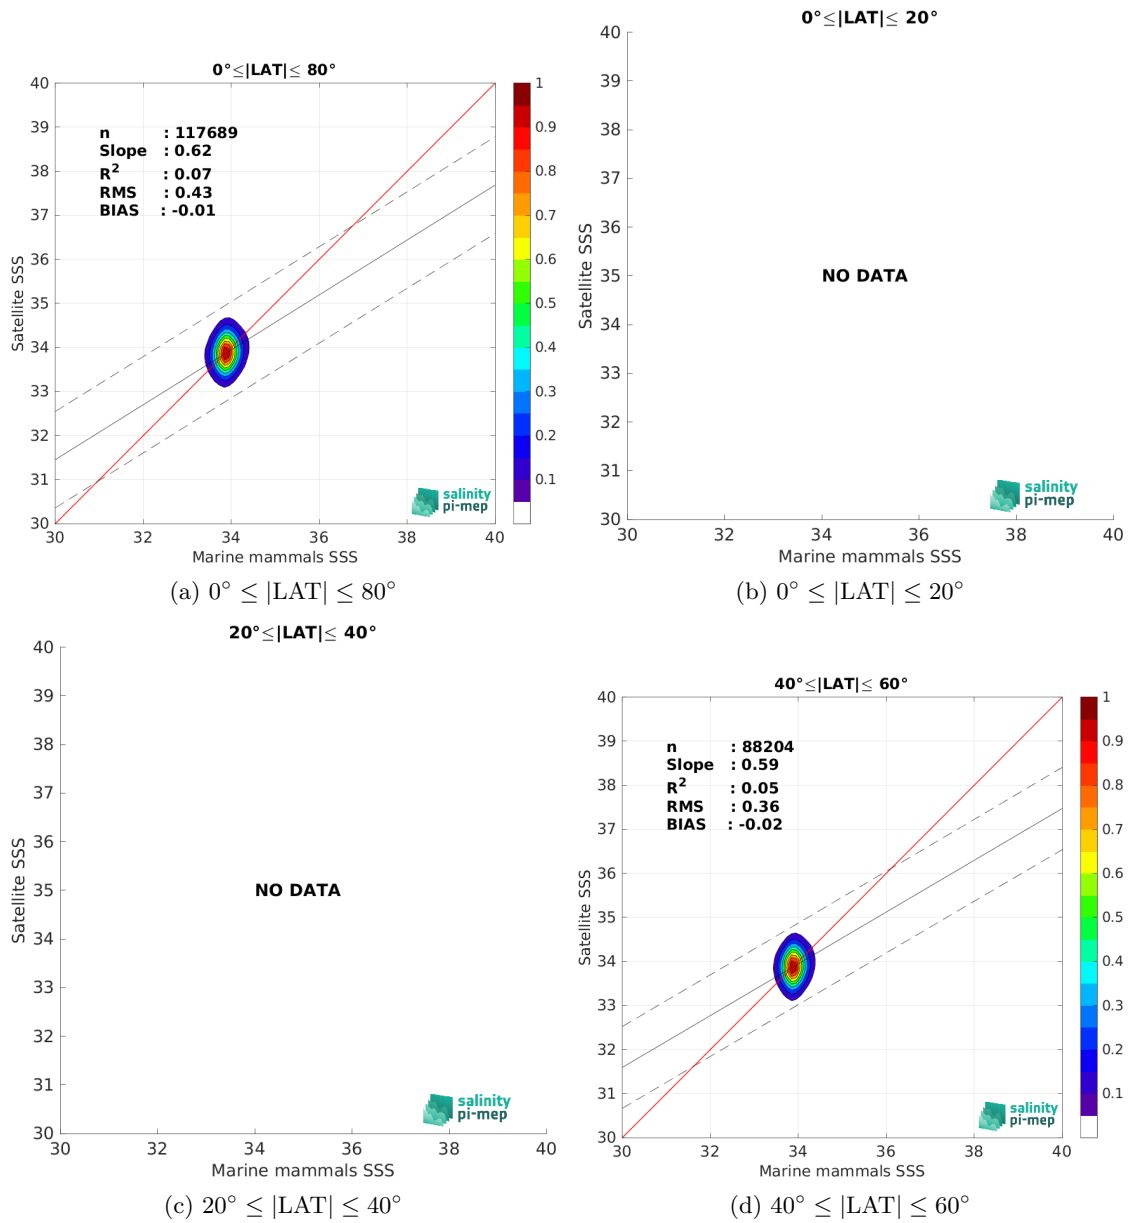 0°≤|LAT|≤ 80°
40
39
38
37
36
35
34
33
32
31
30
n : 117689
Slope : 0.62
R² : 0.07
RMS : 0.43
BIAS : -0.01
Satellite SSS
30 32 34 36 38 40
Marine mammals SSS
salinity
pi-mep
1
0.9
0.8
0.7
0.6
0.5
0.4
0.3
0.2
0.1
(a) 0° ≤ |LAT| ≤ 80°
0°≤|LAT|≤ 20°
40
39
38
37
36
35
34
33
32
31
30
Satellite SSS
NO DATA
salinity
pi-mep
30 32 34 36 38 40
Marine mammals SSS
(b) 0° ≤ |LAT| ≤ 20°
20°≤|LAT|≤ 40°
40
39
38
37
36
35
34
33
32
31
30
Satellite SSS
NO DATA
salinity
pi-mep
30 32 34 36 38 40
Marine mammals SSS
(c) 20° ≤ |LAT| ≤ 40°
40°≤|LAT|≤ 60°
40
39
38
37
36
35
34
33
32
31
30
n : 88204
Slope : 0.59
R² : 0.05
RMS : 0.36
BIAS : -0.02
Satellite SSS
salinity
pi-mep
30 32 34 36 38 40
Marine mammals SSS
1
0.9
0.8
0.7
0.6
0.5
0.4
0.3
0.2
0.1
(d) 40° ≤ |LAT| ≤ 60°